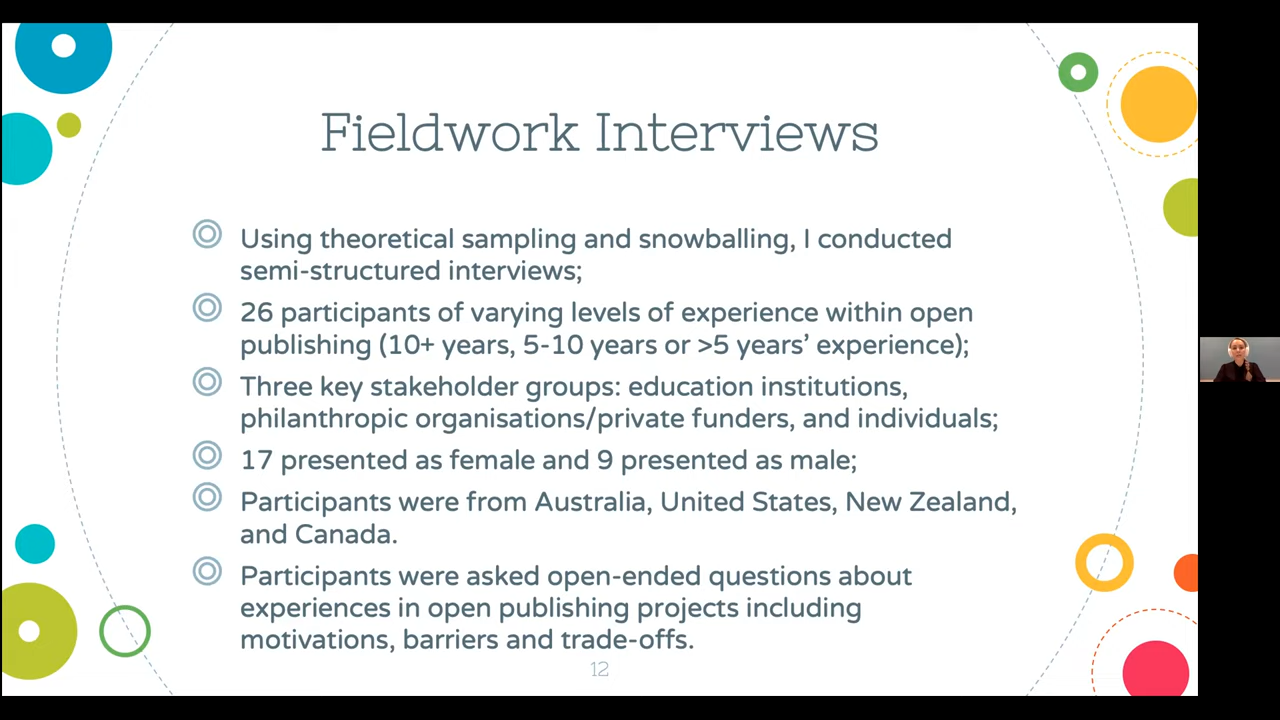 Fieldwork Interviews
Using theoretical sampling and snowballing, I conducted
semi-structured interviews;
26 participants of varying levels of experience within open
publishing (10+ years, 5-10 years or >5 years’ experience);
Three key stakeholder groups: education institutions,
philanthropic organisations/private funders, and individuals;
17 presented as female and 9 presented as male;
Participants were from Australia, United States, New Zealand,
and Canada.
Participants were asked open-ended questions about
experiences in open publishing projects including
motivations, barriers and trade-offs.
12